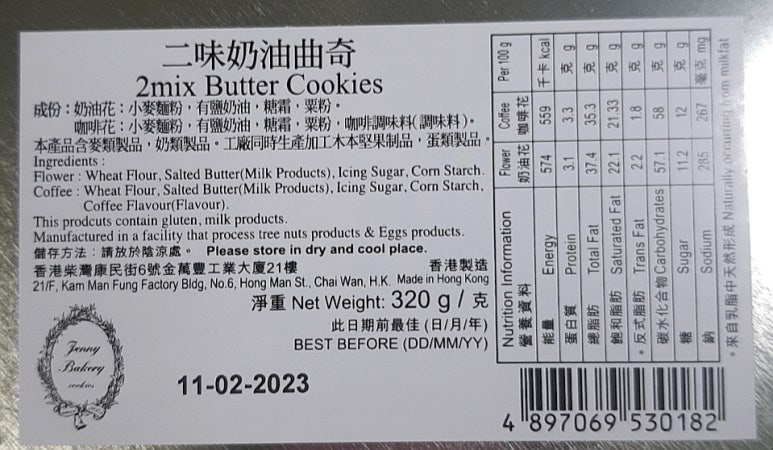 二味奶油曲奇
2mix Butter Cookies
成份：奶油花：小麥麵粉，有鹽奶油，糖霜，粟粉。
咖啡花：小麥麵粉，有鹽奶油，糖霜，粟粉，咖啡調味料(調味料)。
本產品含麥類製品，奶類製品。工廠同時生產加工木本堅果制品，蛋類製品。
Ingredients :
Flower : Wheat Flour, Salted Butter(Milk Products), Icing Sugar, Corn Starch.
Coffee : Wheat Flour, Salted Butter(Milk Products), Icing Sugar, Corn Starch,
Coffee Flavour(Flavour).
This prodcuts contain gluten, milk products.
Manufactured in a facility that process tree nuts products & Eggs products.
儲存方法：請放於陰涼處。 Please store in dry and cool place.
香港柴灣康民街6號金萬豐工業大廈21樓 香港製造
21/F, Kam Man Fung Factory Bldg, No.6, Hong Man St., Chai Wan, H.K. Made in Hong Kong
淨重 Net Weight: 320 g / 克
此日期前最佳 (日/月/年)
BEST BEFORE (DD/MM/YY)
11-02-2023
Jenny
Bakery
cookies
Nutrition Information Flower Coffee Per 100 g
營養資料 奶油花 咖啡花
能量 Energy 574 559 千卡 kcal
蛋白質 Protein 3.1 3.3 克 g
總脂肪 Total Fat 37.4 35.3 克 g
飽和脂肪 Saturated Fat 22.1 21.33 克 g
* 反式脂肪 Trans Fat 2.2 1.8 克 g
碳水化合物 Carbohydrates 57.1 58 克 g
糖 Sugar 11.2 12 克 g
鈉 Sodium 285 267 毫克 mg
* 來自乳脂中天然形成 Naturally occurring from milkfat
4 897069 530182